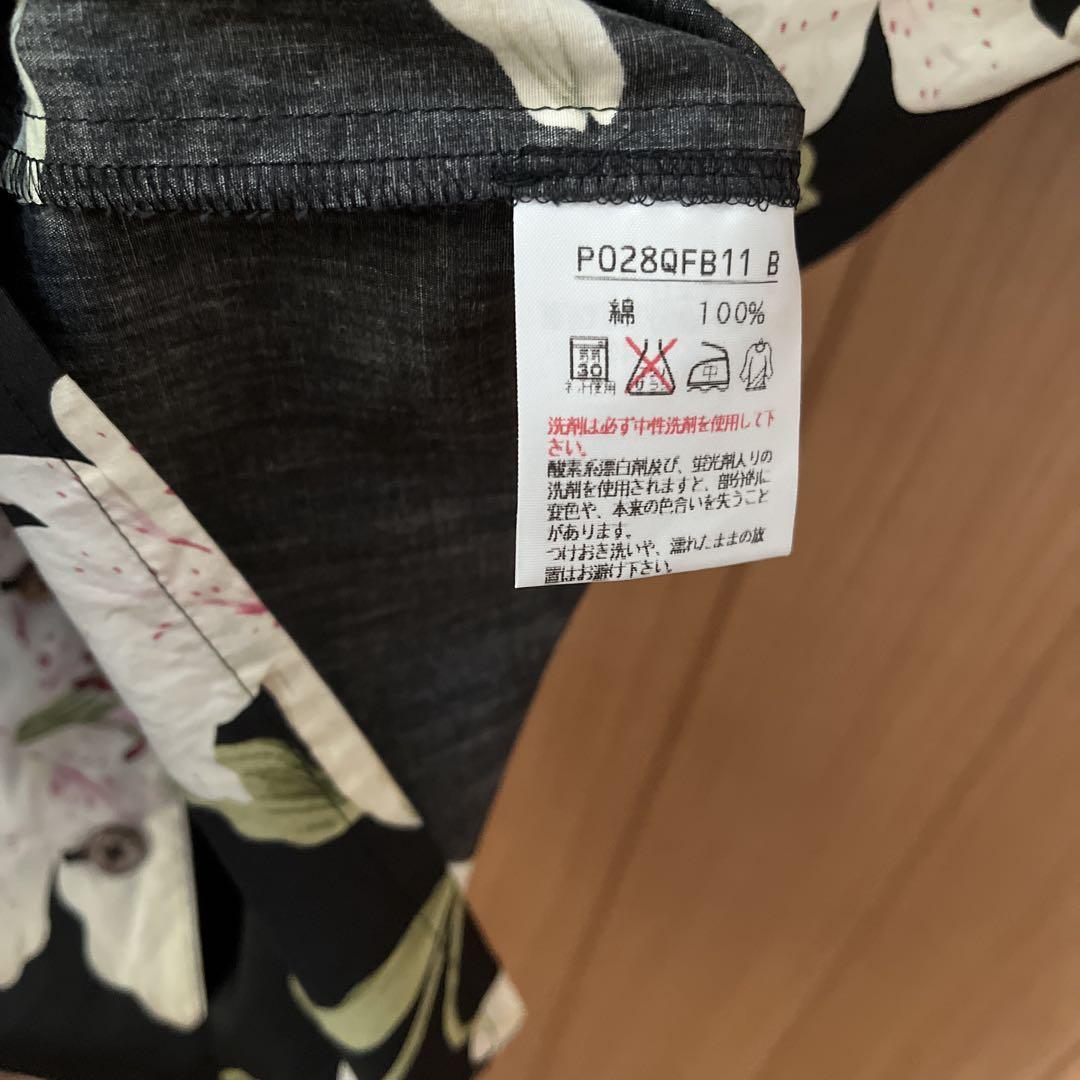 P028QFB11 B
綿 100%
30 中
ネット使用
洗剤は必ず中性洗剤を使用して下
さい。
酸素系漂白剤及び、蛍光剤入りの
洗剤を使用されますと、部分的に
変色や、本来の色合いを失うこと
があります。
つけおき洗いや、濡れたままの放
置はお避け下さい。